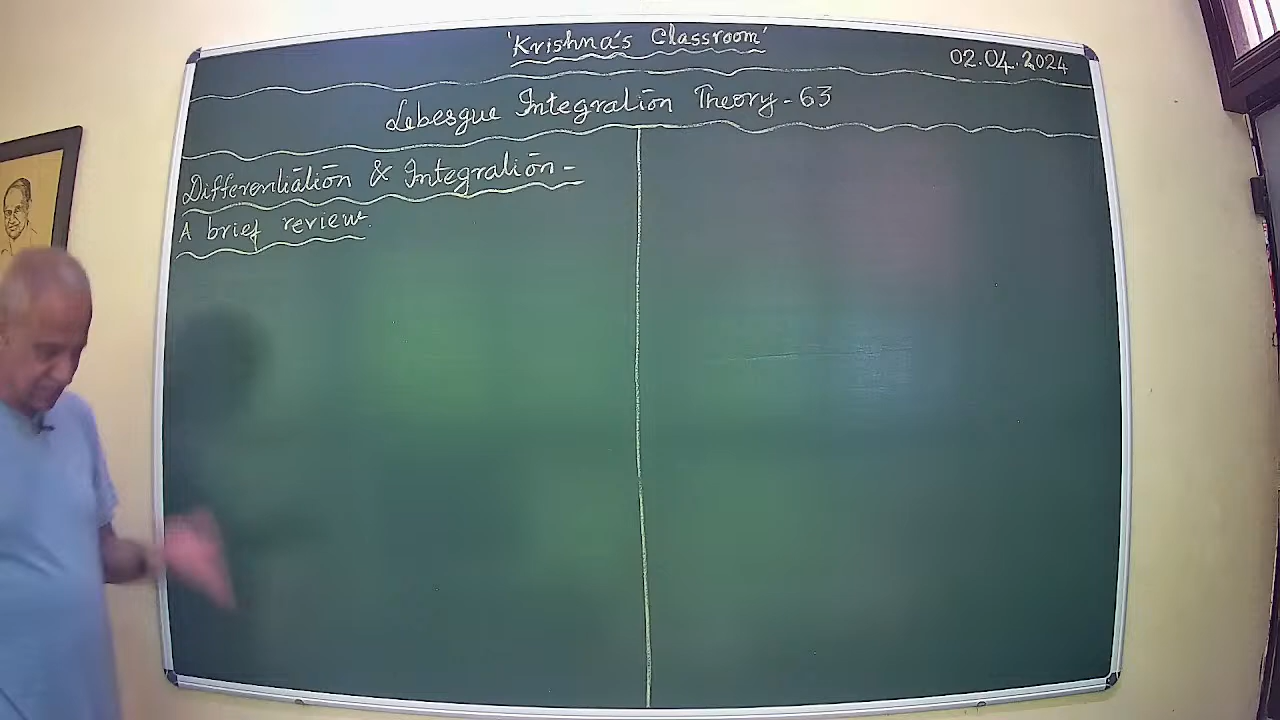 'Krishna's Classroom'
02.04.2024
Lebesgue Integration Theory - 63
Differentiation & Integration -
A brief review.